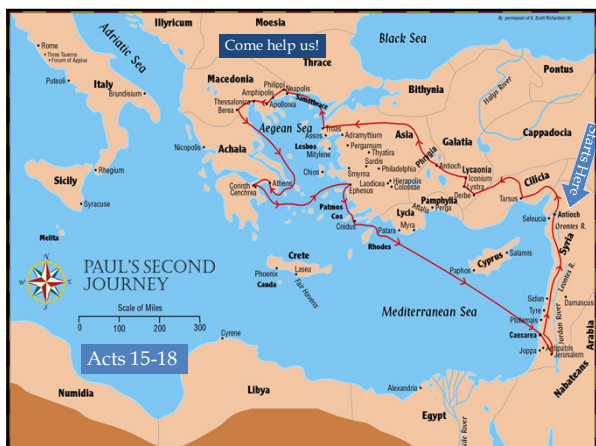 By permission of E. Scott Richardson Sr.
Illyricum
Moesia
Come help us!
Black Sea
Adriatic Sea
Rome
Three Taverns
Forum of Appius
Puteoli
Italy
Brundisium
Thrace
Macedonia
Philippi
Neapolis
Amphipolis
Thessalonica
Apollonia
Berea
Samothrace
Bithynia
Pontus
Halys River
Aegean Sea
Troas
Assos
Adramyttium
Lesbos
Pergamum
Mitylene
Thyatira
Asia
Galatia
Cappadocia
Nicopolis
Achaia
Sardis
Smyrna
Philadelphia
Phrygia
Antioch
Lycaonia
Iconium
Lystra
Derbe
Cilicia
Tarsus
Starts Here
Rhegium
Sicily
Syracuse
Chios
Corinth
Cenchrea
Athens
Laodicea
Hierapolis
Colossae
Ephesus
Pamphylia
Attalia
Perga
Patmos
Cos
Cnidus
Lycia
Patara
Myra
Seleucia
Antioch
Orontes R.
Syria
Melita
Rhodes
Crete
Phoenix
Lasea
Cauda
Fair Havens
Cyprus
Salamis
Paphos
Leontes R.
N
W
E
S
PAUL'S SECOND
JOURNEY
Scale of Miles
0 100 200 300
Mediterranean Sea
Sidon
Damascus
Tyre
Ptolemais
Caesarea
Jordan River
Joppa
Antipatris
Jerusalem
Arabia
Nabateans
Acts 15-18
Cyrene
Numidia
Libya
Alexandria
Egypt
Nile River